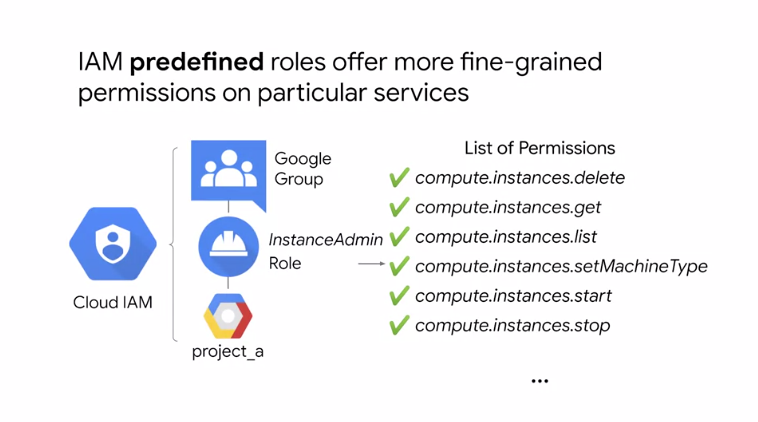 IAM predefined roles offer more fine-grained
permissions on particular services
Google
Group
InstanceAdmin
Role
Cloud IAM
project_a
List of Permissions
compute.instances.delete
compute.instances.get
compute.instances.list
compute.instances.setMachineType
compute.instances.start
compute.instances.stop
...